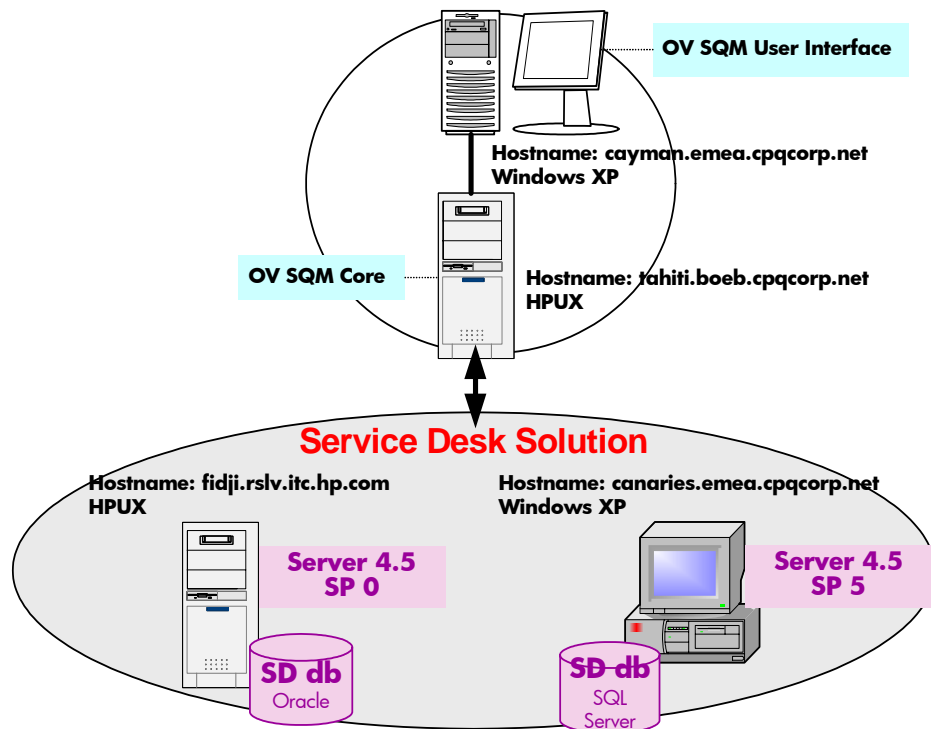 OV SQM User Interface
Hostname: cayman.emea.cpqcorp.net
Windows XP
OV SQM Core
Hostname: tahiti.boeb.cpqcorp.net
HPUX
Service Desk Solution
Hostname: fidji.rslv.itc.hp.com
HPUX
Hostname: canaries.emea.cpqcorp.net
Windows XP
Server 4.5
SP 0
Server 4.5
SP 5
SD db
Oracle
SD db
SQL
Server